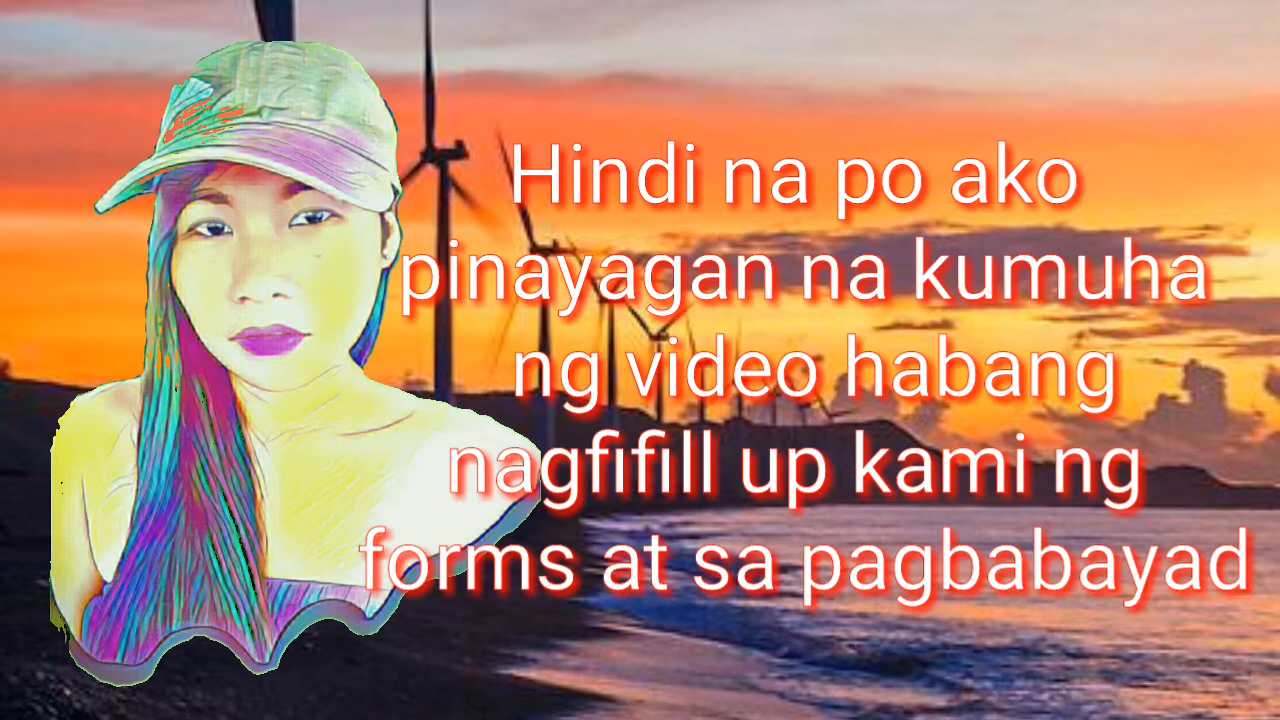 Hindi na po ako
pinayagan na kumuha
ng video habang
nagfifill up kami ng
forms at sa pagbabayad